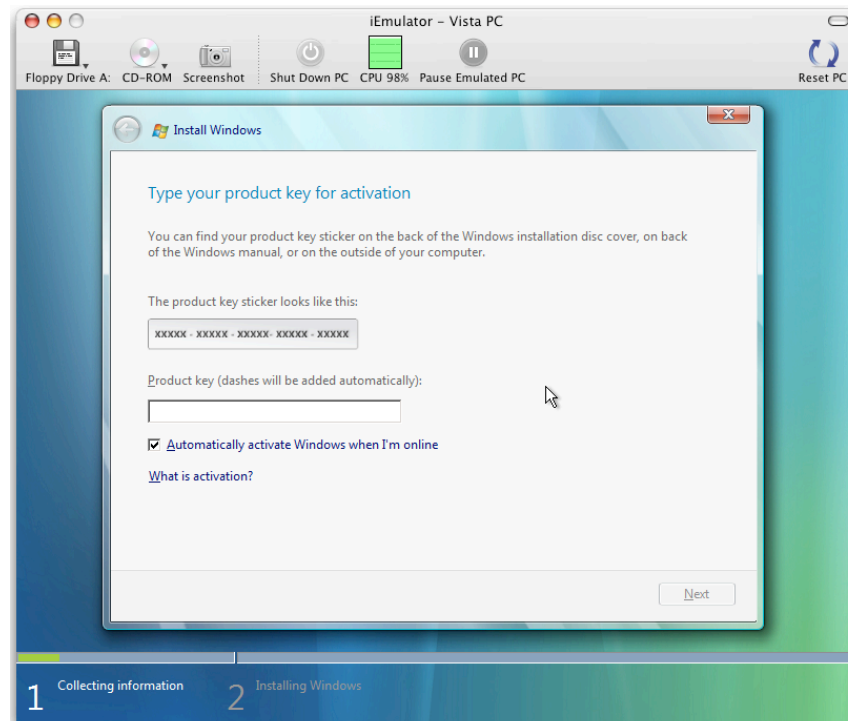 iEmulator – Vista PC
Floppy Drive A: CD-ROM Screenshot Shut Down PC CPU 98% Pause Emulated PC Reset PC
Install Windows
Type your product key for activation
You can find your product key sticker on the back of the Windows installation disc cover, on back
of the Windows manual, or on the outside of your computer.
The product key sticker looks like this:
XXXXX - XXXXX - XXXXX- XXXXX - XXXXX
Product key (dashes will be added automatically):
Automatically activate Windows when I'm online
What is activation?
Next
1 Collecting information 2 Installing Windows